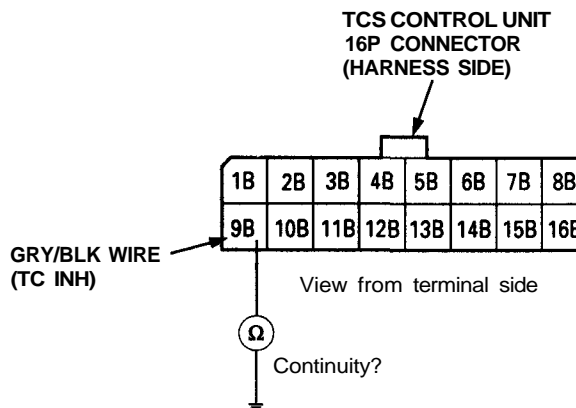 TCS CONTROL UNIT
16P CONNECTOR
(HARNESS SIDE)
1B 2B 3B 4B 5B 6B 7B 8B
9B 10B 11B 12B 13B 14B 15B 16B
GRY/BLK WIRE
(TC INH)
View from terminal side
Ω
Continuity?